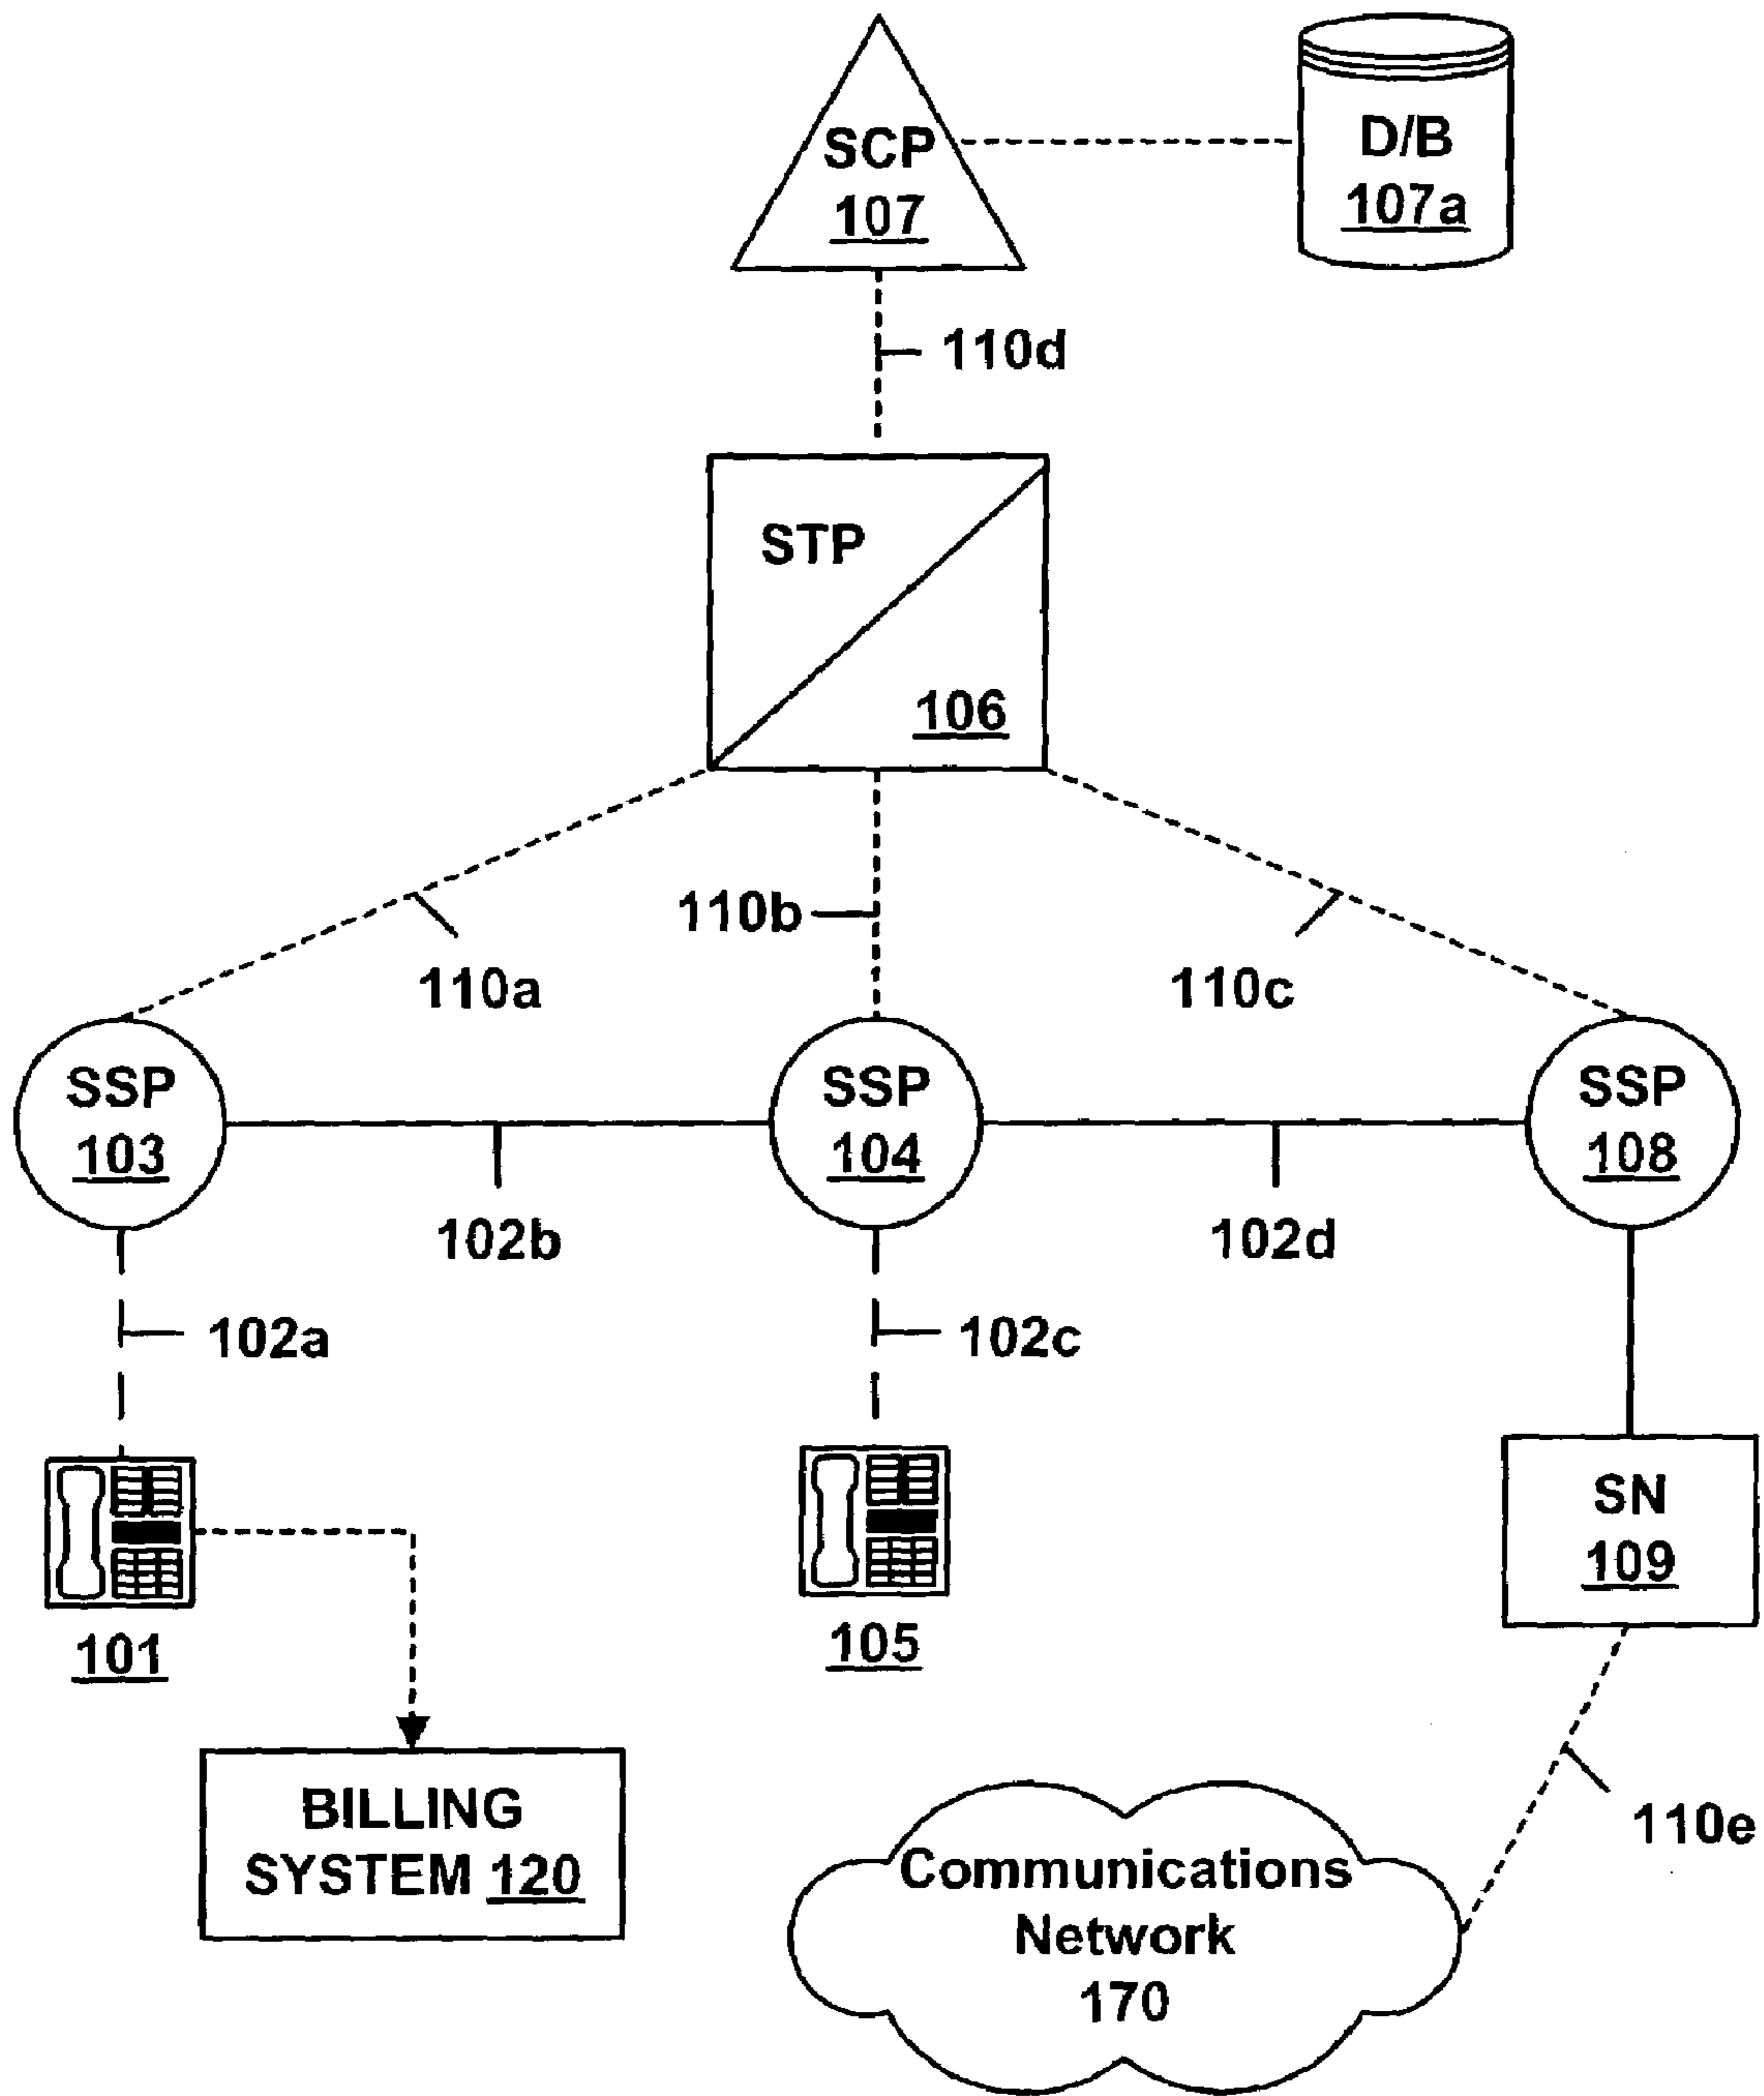 SCP
107
D/B
107a
110d
STP
106
110a
110b
110c
SSP
103
SSP
104
SSP
108
102b
102d
102a
102c
101
105
SN
109
BILLING
SYSTEM 120
110e
Communications
Network
170